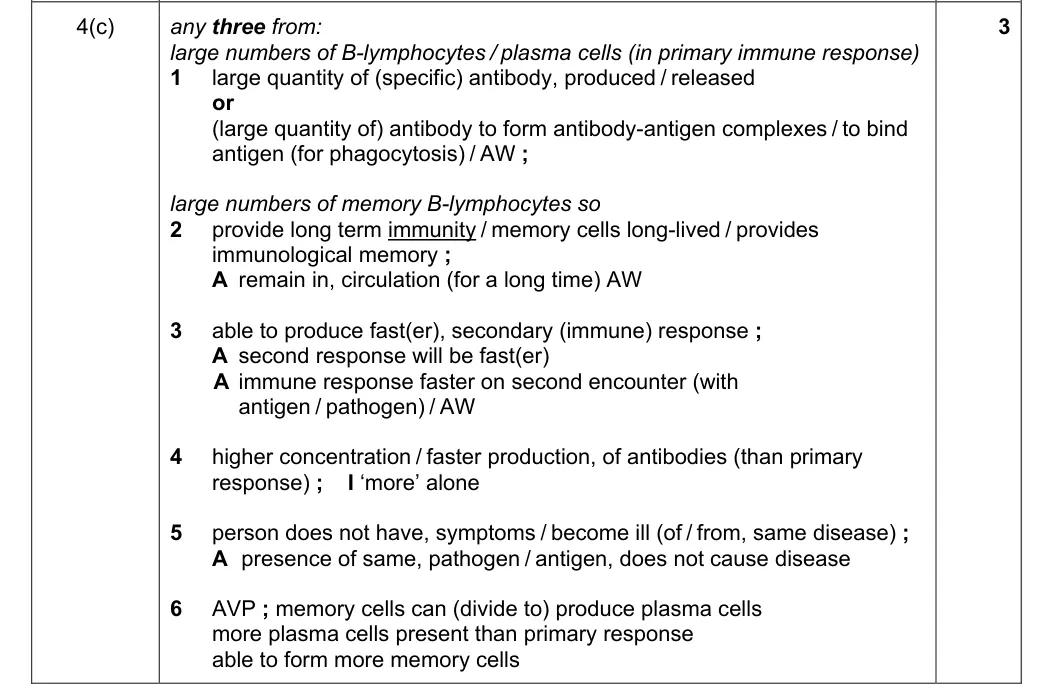 4(c) any three from: 3
large numbers of B-lymphocytes / plasma cells (in primary immune response)
1 large quantity of (specific) antibody, produced / released
or
(large quantity of) antibody to form antibody-antigen complexes / to bind
antigen (for phagocytosis) / AW ;
large numbers of memory B-lymphocytes so
2 provide long term immunity / memory cells long-lived / provides
immunological memory ;
A remain in, circulation (for a long time) AW
3 able to produce fast(er), secondary (immune) response ;
A second response will be fast(er)
A immune response faster on second encounter (with
antigen / pathogen) / AW
4 higher concentration / faster production, of antibodies (than primary
response) ; I ‘more’ alone
5 person does not have, symptoms / become ill (of / from, same disease) ;
A presence of same, pathogen / antigen, does not cause disease
6 AVP ; memory cells can (divide to) produce plasma cells
more plasma cells present than primary response
able to form more memory cells